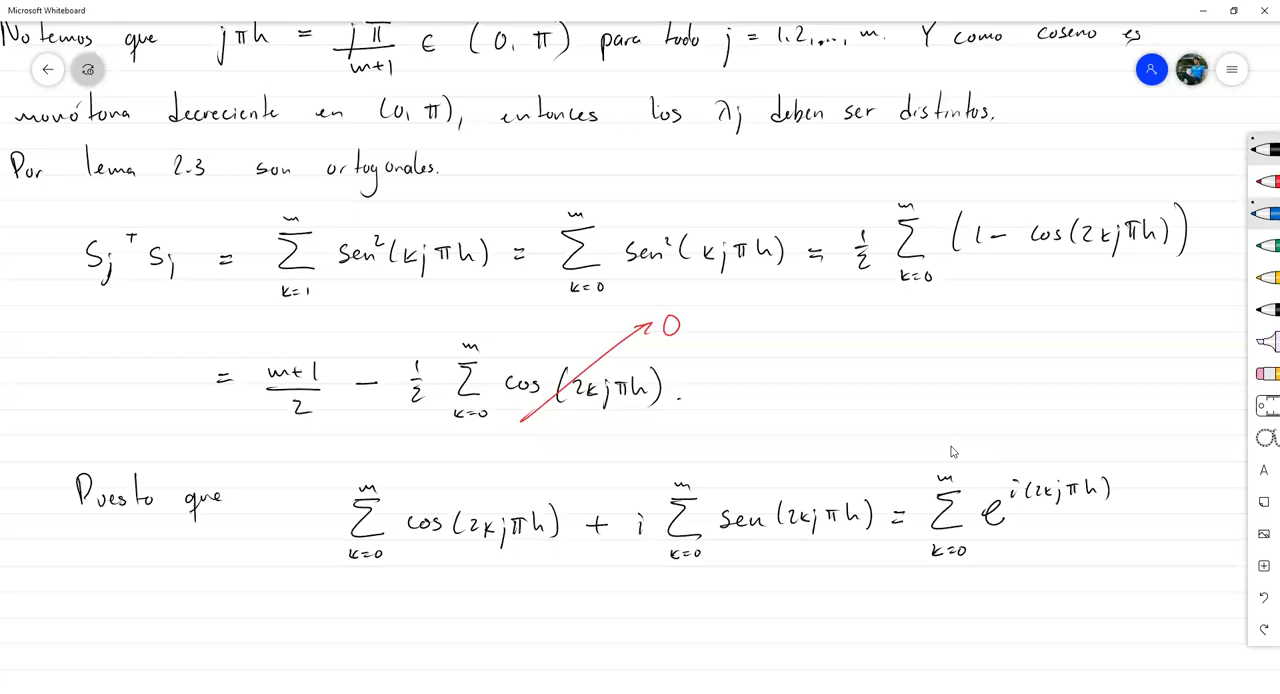 Microsoft Whiteboard
Notemos que jπh = jπ/(m+1) ∈ (0, π) para todo j = 1,2,..., m. Y como coseno es
monótona decreciente en (0, π), entonces los λj deben ser distintos.
Por lema 2.3 son ortogonales.
Sj^T Sj = Σ_{k=1}^{m} sen²(kjπh) = Σ_{k=0}^{m} sen²(kjπh) = 1/2 Σ_{k=0}^{m} (1 - cos(2kjπh))
= (m+1)/2 - 1/2 Σ_{k=0}^{m} cos(2kjπh). → 0
Puesto que Σ_{k=0}^{m} cos(2kjπh) + i Σ_{k=0}^{m} sen(2kjπh) = Σ_{k=0}^{m} e^{i(2kjπh)}